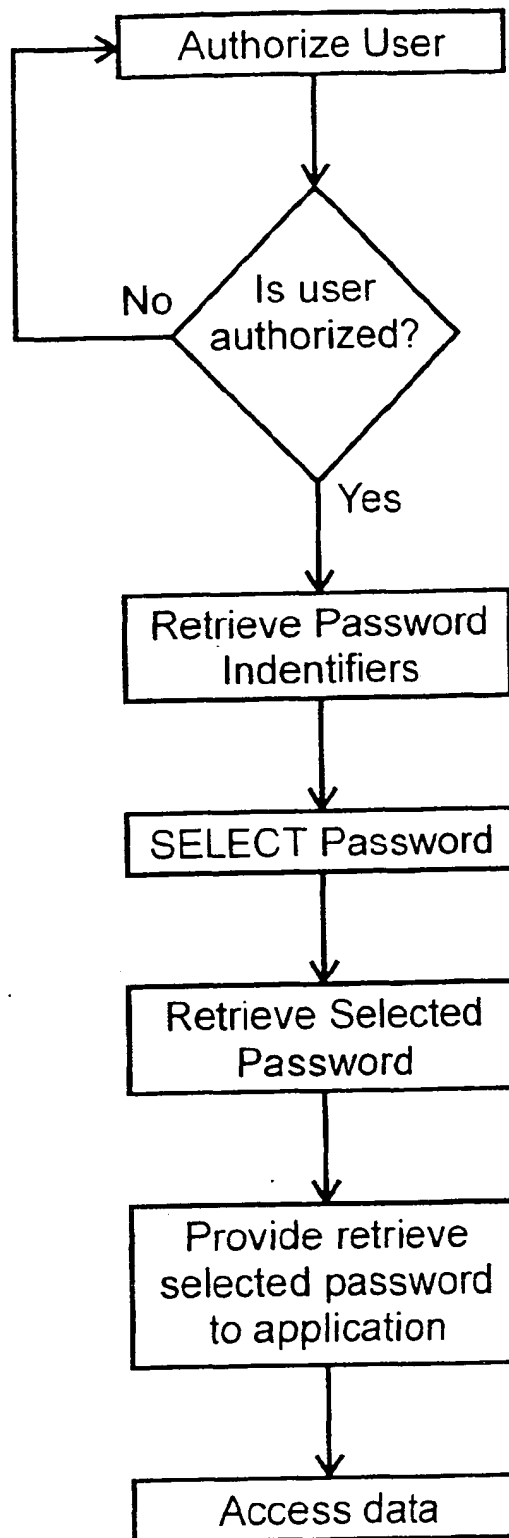 Authorize User
Is user
authorized?
No
Yes
Retrieve Password
Indentifiers
SELECT Password
Retrieve Selected
Password
Provide retrieve
selected password
to application
Access data